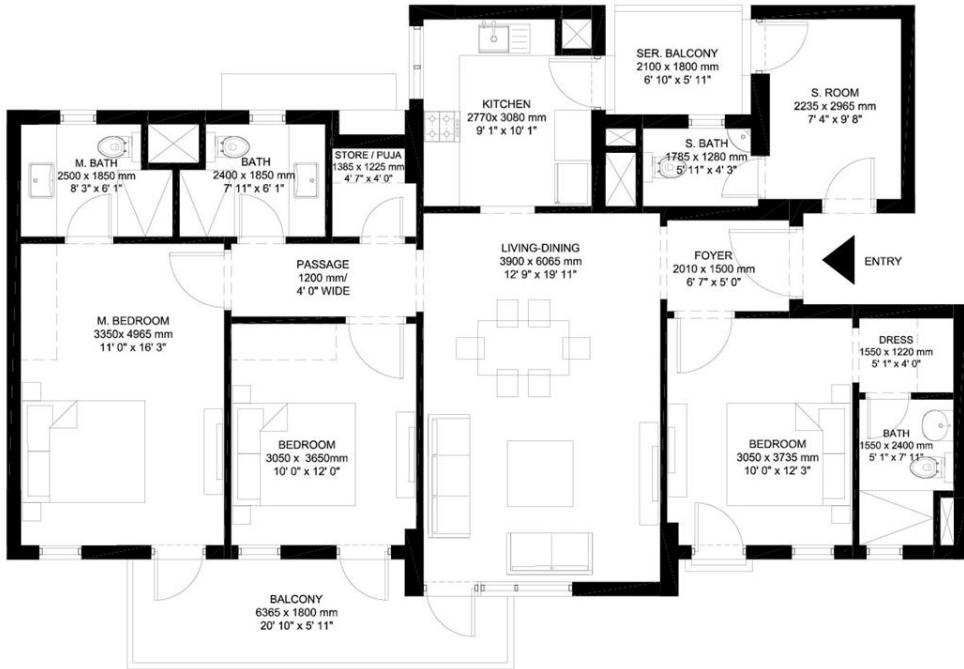 SER. BALCONY
2100 x 1800 mm
6' 10" x 5' 11"
KITCHEN
2770x 3080 mm
9' 1" x 10' 1"
S. ROOM
2235 x 2965 mm
7' 4" x 9' 8"
M. BATH
2500 x 1850 mm
8' 3" x 6' 1"
BATH
2400 x 1850 mm
7' 11" x 6' 1"
STORE / PUJA
1385 x 1225 mm
4' 7" x 4' 0"
S. BATH
1785 x 1280 mm
5' 11" x 4' 3"
PASSAGE
1200 mm/
4' 0" WIDE
LIVING-DINING
3900 x 6065 mm
12' 9" x 19' 11"
FOYER
2010 x 1500 mm
6' 7" x 5' 0"
ENTRY
M. BEDROOM
3350x 4965 mm
11' 0" x 16' 3"
DRESS
1550 x 1220 mm
5' 1" x 4' 0"
BEDROOM
3050 x 3650mm
10' 0" x 12' 0"
BEDROOM
3050 x 3735 mm
10' 0" x 12' 3"
BATH
1550 x 2400 mm
5' 1" x 7' 11"
BALCONY
6365 x 1800 mm
20' 10" x 5' 11"